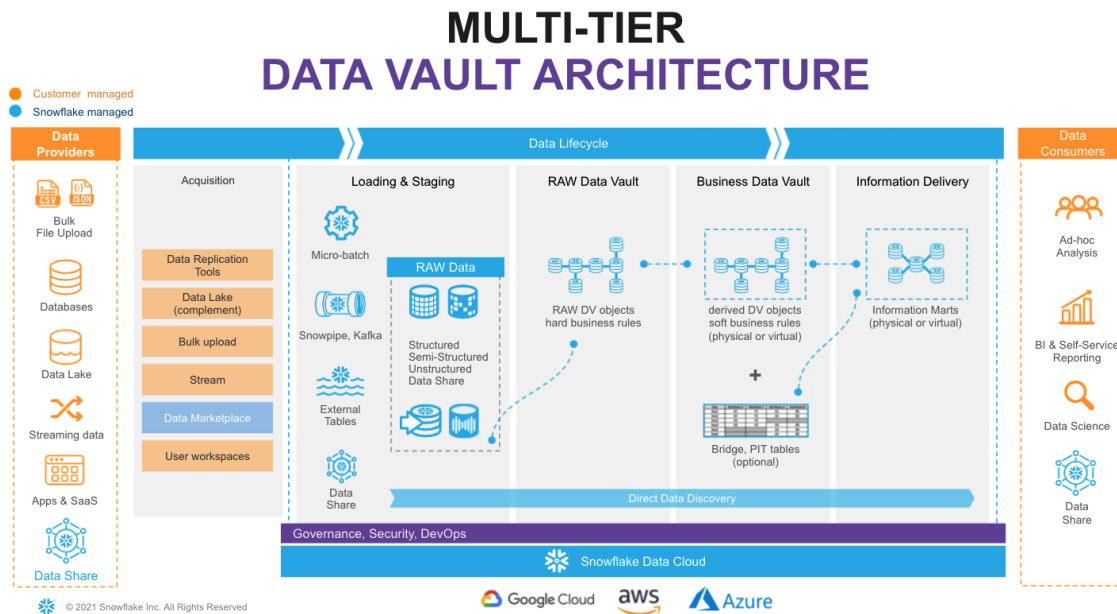 MULTI-TIER
DATA VAULT ARCHITECTURE
Customer managed
Snowflake managed
Data
Providers
CSV
JSON
Bulk
File Upload
Databases
Data Lake
Streaming data
Apps & SaaS
Data Share
Data Lifecycle
Acquisition
Data Replication
Tools
Data Lake
(complement)
Bulk upload
Stream
Data Marketplace
User workspaces
Loading & Staging
Micro-batch
Snowpipe, Kafka
External
Tables
Data
Share
RAW Data
Structured
Semi-Structured
Unstructured
Data Share
RAW Data Vault
RAW DV objects
hard business rules
Business Data Vault
derived DV objects
soft business rules
(physical or virtual)
+
Bridge, PIT tables
(optional)
Information Delivery
Information Marts
(physical or virtual)
Direct Data Discovery
Data
Consumers
Ad-hoc
Analysis
BI & Self-Service
Reporting
Data Science
Data
Share
Governance, Security, DevOps
Snowflake Data Cloud
© 2021 Snowflake Inc. All Rights Reserved
Google Cloud
aws
Azure